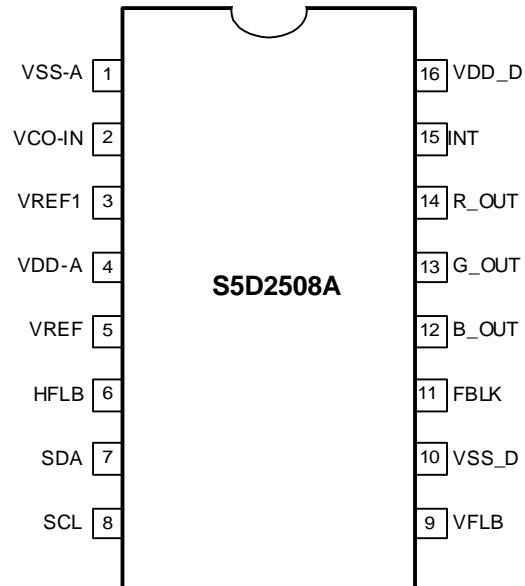 VSS-A 1 16 VDD_D
VCO-IN 2 15 INT
VREF1 3 14 R_OUT
VDD-A 4 13 G_OUT
S5D2508A
VREF 5 12 B_OUT
HFLB 6 11 FBLK
SDA 7 10 VSS_D
SCL 8 9 VFLB